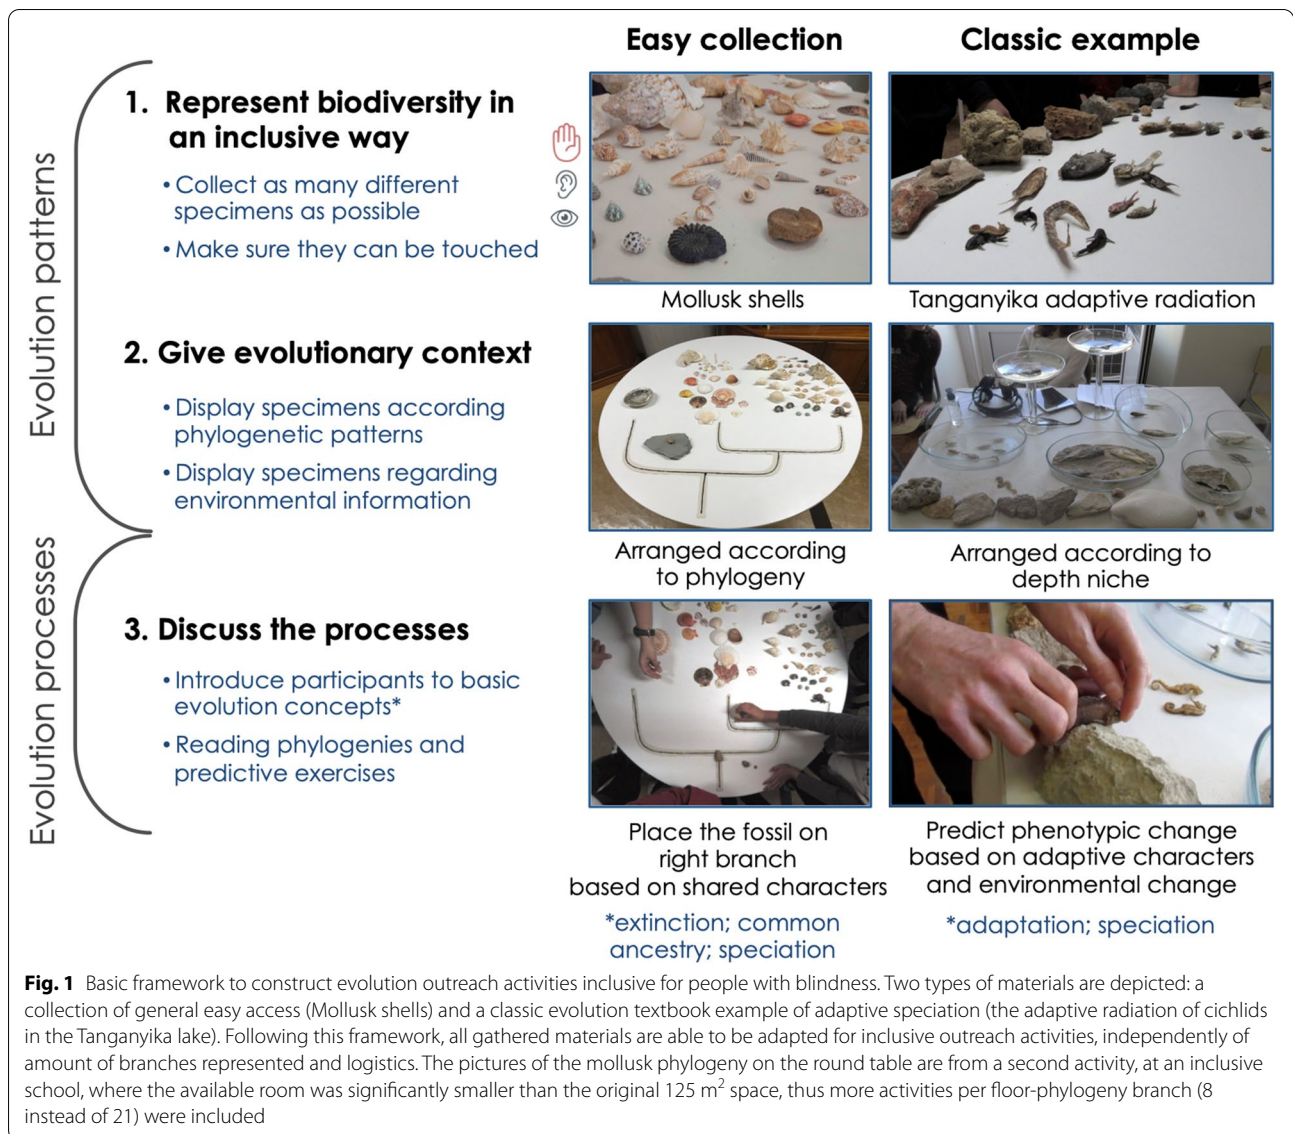 Easy collection
Classic example
Evolution patterns
1. Represent biodiversity in
an inclusive way
• Collect as many different
specimens as possible
• Make sure they can be touched
Mollusk shells
Tanganyika adaptive radiation
2. Give evolutionary context
• Display specimens according
phylogenetic patterns
• Display specimens regarding
environmental information
Arranged according
to phylogeny
Arranged according to
depth niche
Evolution processes
3. Discuss the processes
• Introduce participants to basic
evolution concepts*
• Reading phylogenies and
predictive exercises
Place the fossil on
right branch
based on shared characters
*extinction; common
ancestry; speciation
Predict phenotypic change
based on adaptive characters
and environmental change
*adaptation; speciation
Fig. 1 Basic framework to construct evolution outreach activities inclusive for people with blindness. Two types of materials are depicted: a
collection of general easy access (Mollusk shells) and a classic evolution textbook example of adaptive speciation (the adaptive radiation of cichlids
in the Tanganyika lake). Following this framework, all gathered materials are able to be adapted for inclusive outreach activities, independently of
amount of branches represented and logistics. The pictures of the mollusk phylogeny on the round table are from a second activity, at an inclusive
school, where the available room was significantly smaller than the original 125 m² space, thus more activities per floor-phylogeny branch (8
instead of 21) were included